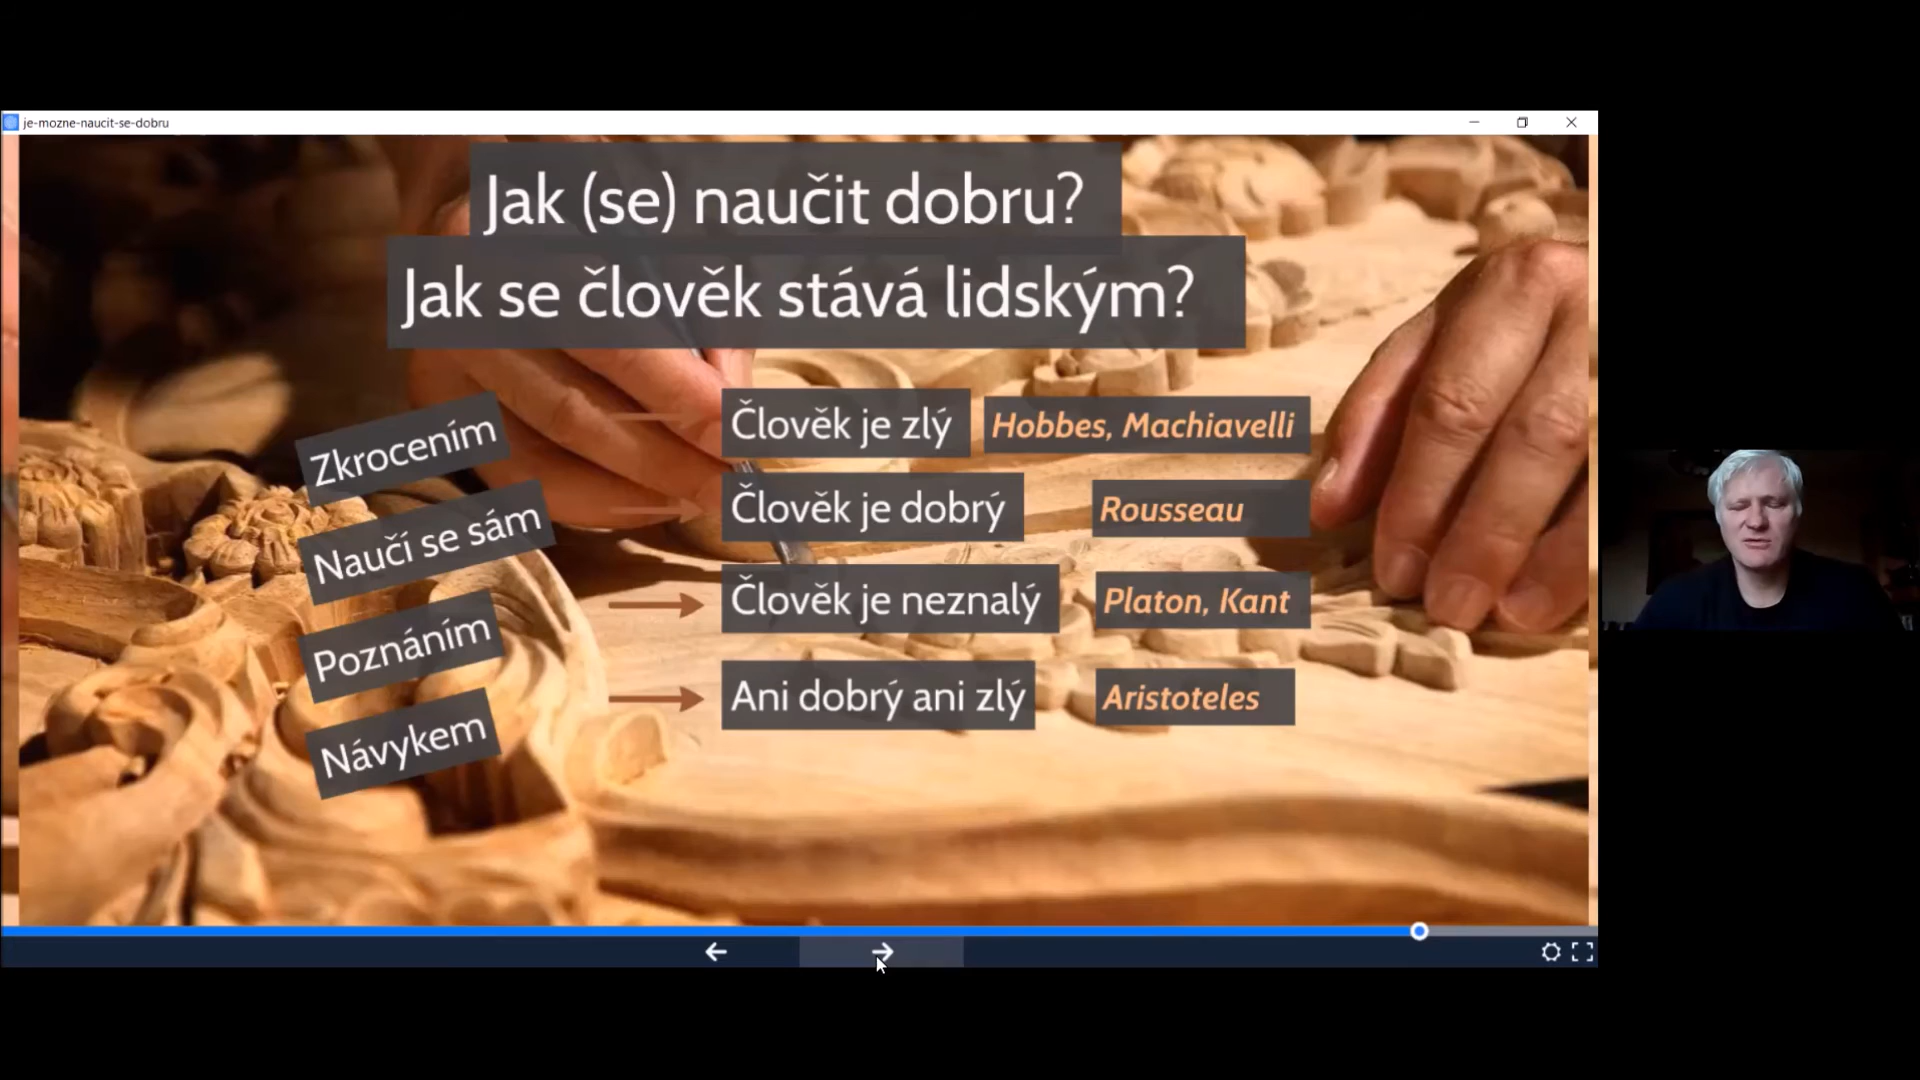 je-mozne-naucit-se-dobru
Jak (se) naučit dobru?
Jak se člověk stává lidským?
Zkrocením
Člověk je zlý
Hobbes, Machiavelli
Naučí se sám
Člověk je dobrý
Rousseau
Poznáním
Člověk je neznalý
Platon, Kant
Návykem
Ani dobrý ani zlý
Aristoteles